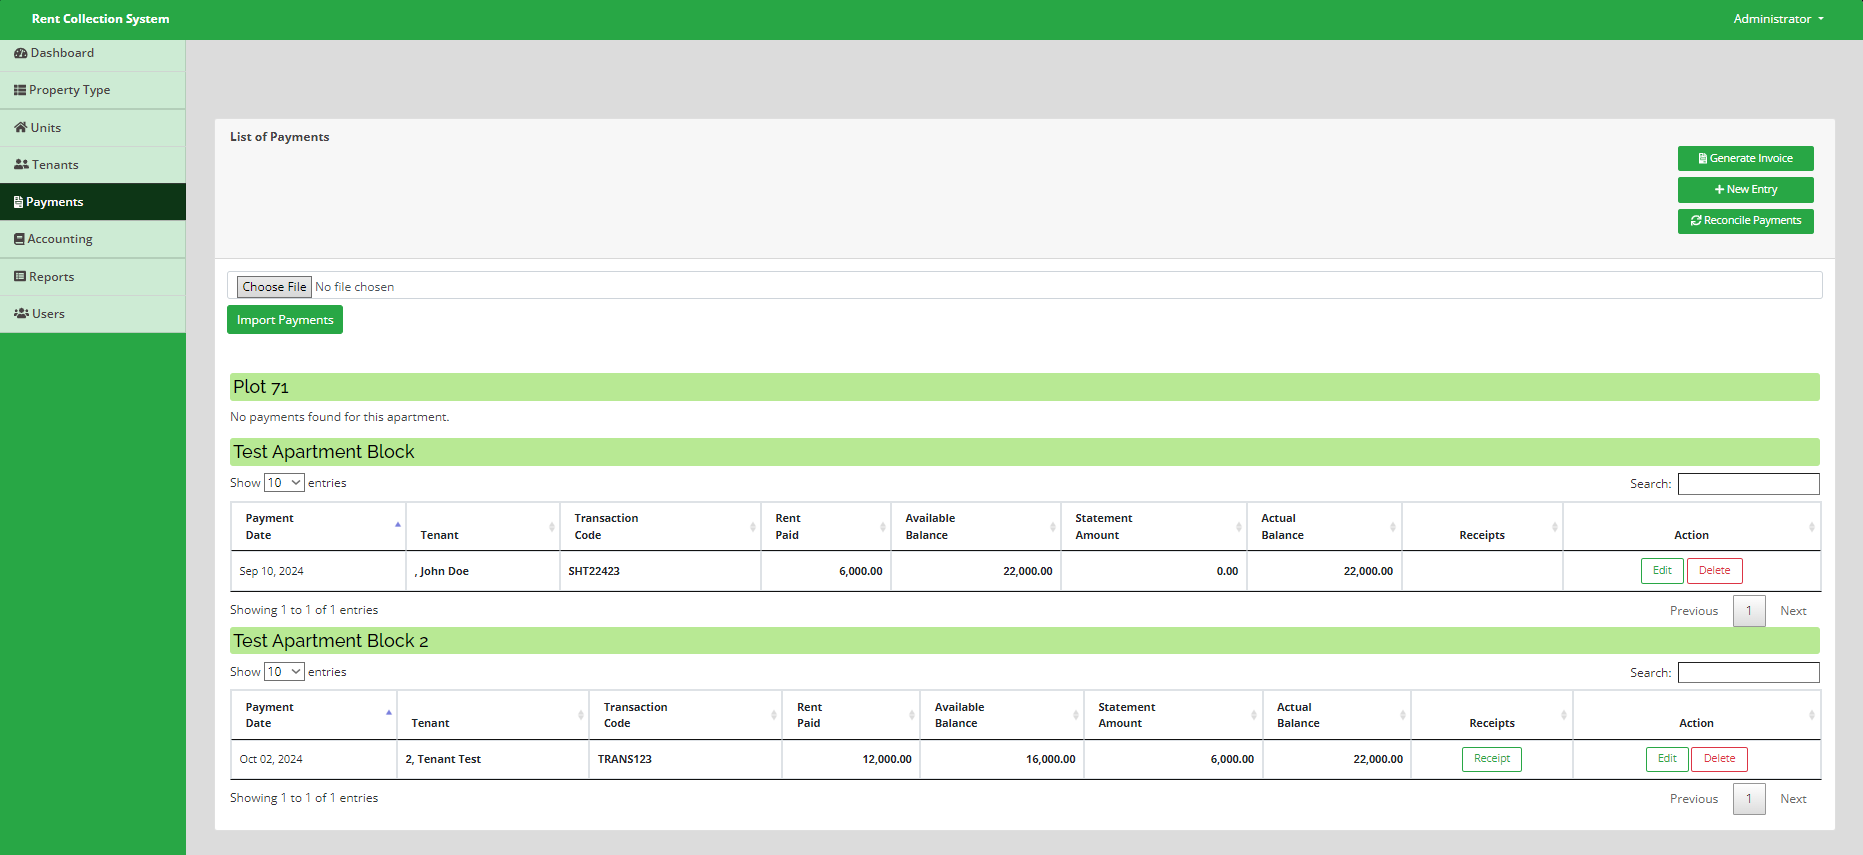 Rent Collection System
Administrator
Dashboard
Property Type
Units
Tenants
Payments
Accounting
Reports
Users
List of Payments
Generate Invoice
New Entry
Reconcile Payments
Choose File No file chosen
Import Payments
Plot 71
No payments found for this apartment.
Test Apartment Block
Show 10 entries
Search:
Payment Date Tenant Transaction Code Rent Paid Available Balance Statement Amount Actual Balance Receipts Action
Sep 10, 2024 , John Doe SHT22423 6,000.00 22,000.00 0.00 22,000.00 Edit Delete
Showing 1 to 1 of 1 entries
Previous 1 Next
Test Apartment Block 2
Show 10 entries
Search:
Payment Date Tenant Transaction Code Rent Paid Available Balance Statement Amount Actual Balance Receipts Action
Oct 02, 2024 2, Tenant Test TRANS123 12,000.00 16,000.00 6,000.00 22,000.00 Receipt Edit Delete
Showing 1 to 1 of 1 entries
Previous 1 Next